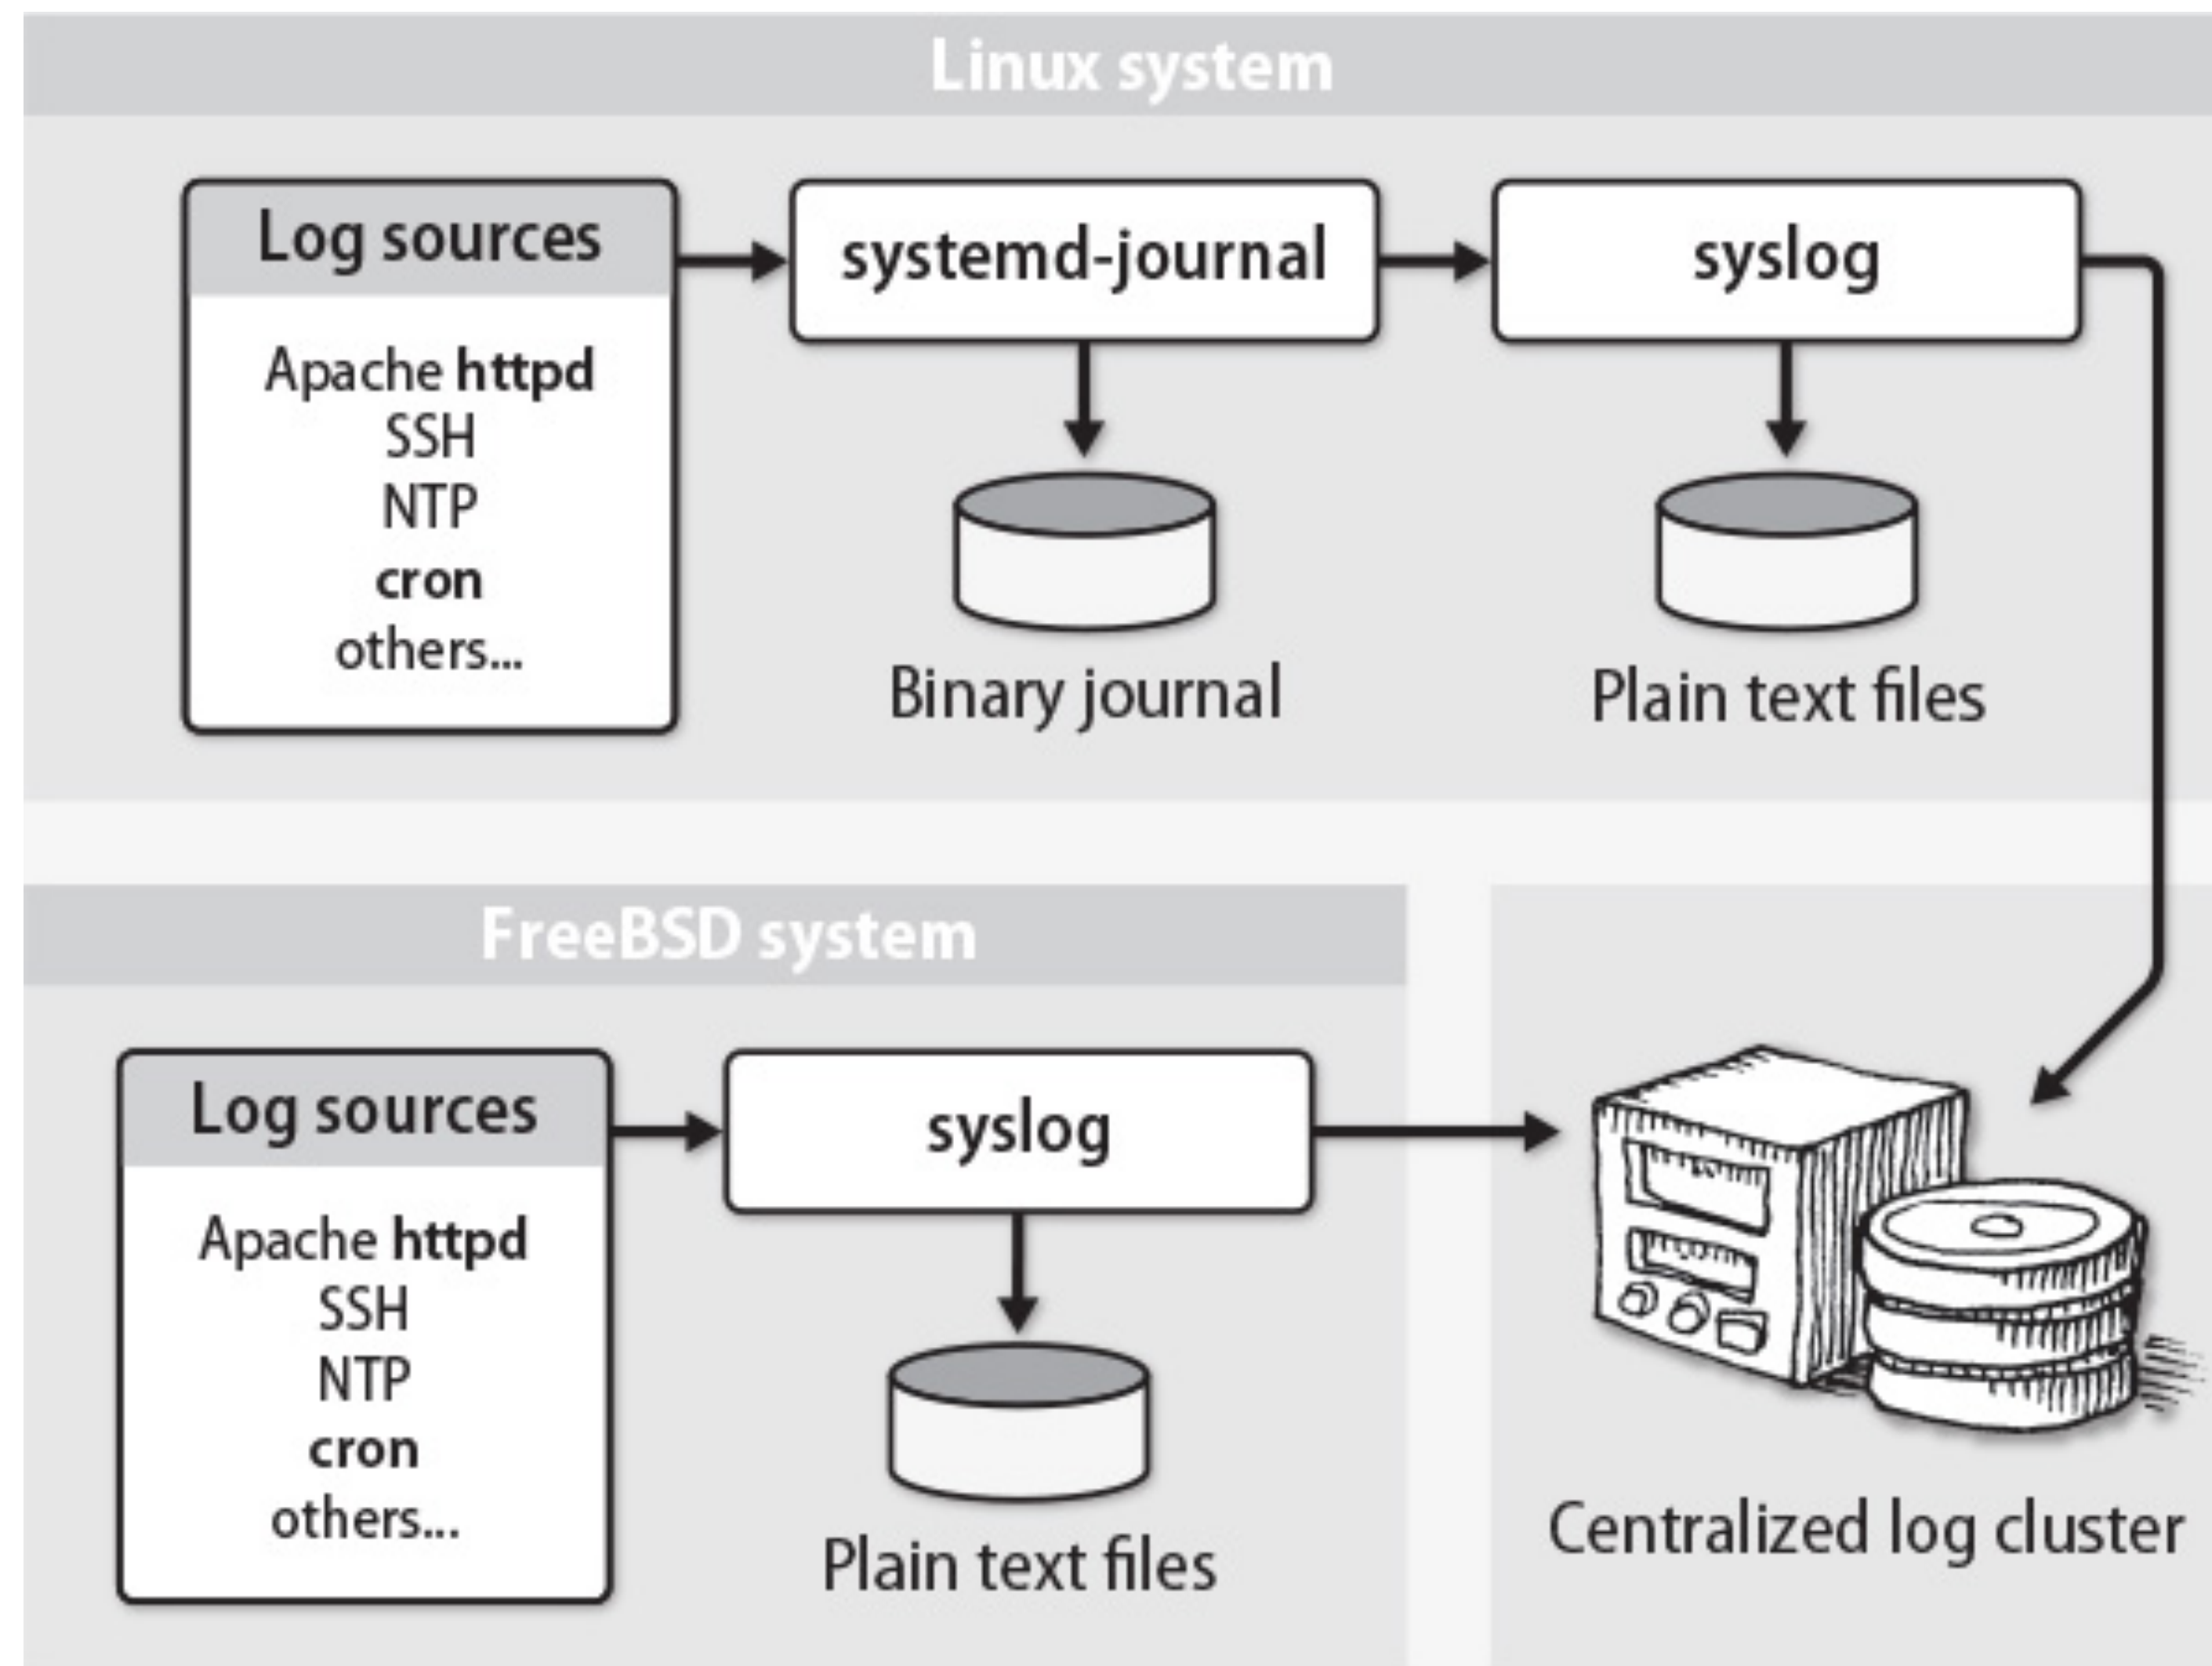 Linux system
Log sources
Apache httpd
SSH
NTP
cron
others...
systemd-journal
Binary journal
syslog
Plain text files
FreeBSD system
Log sources
Apache httpd
SSH
NTP
cron
others...
syslog
Plain text files
Centralized log cluster